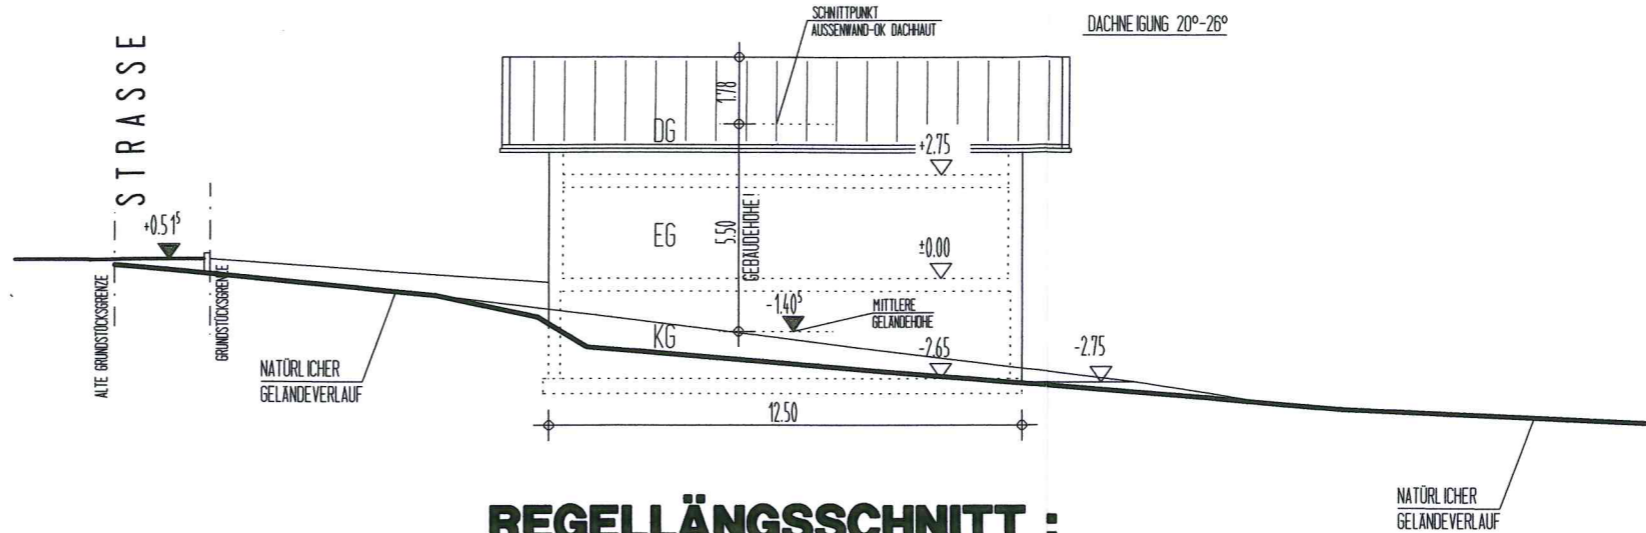 SCHNITTPUNKT
AUSSENWAND-OK DACHHAUT
DACHNEIGUNG 20°-26°
STRASSE
1.78
DG
+2.75
+0.51⁵
EG
5.50
GEBÄUDEHÖHE!
±0.00
ALTE GRUNDSTÜCKSGRENZE
GRUNDSTÜCKSGRENZE
-1.40⁵
MITTLERE
GELÄNDEHÖHE
KG
-2.65
-2.75
NATÜRLICHER
GELÄNDEVERLAUF
12.50
REGELLÄNGSSCHNITT :
NATÜRLICHER
GELÄNDEVERLAUF